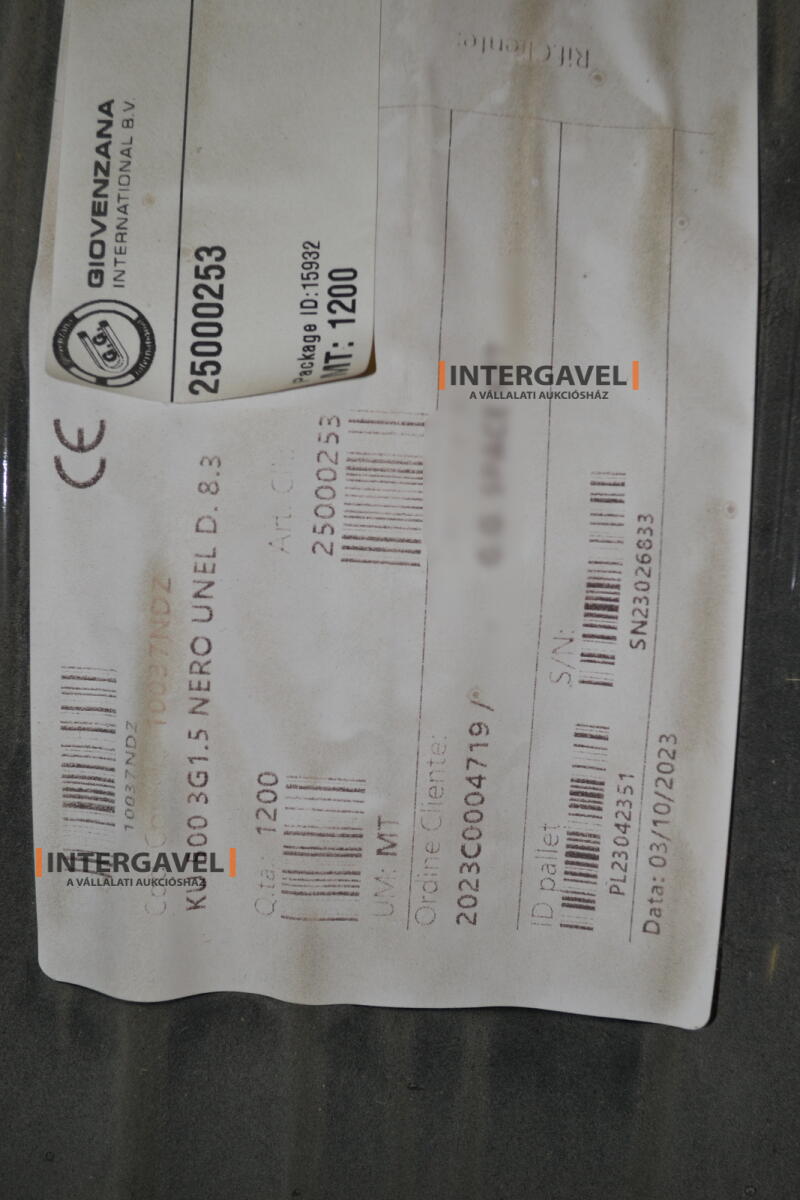 GIOVENZANA
INTERNATIONAL B.V.
25000253
Package ID:15932
MT: 1200
Rif.Cliente:
CE
10037NDZ
10037NDZ
3G1.5 NERO UNEL D. 8.3
Q.ta: 1200
UM: MT
25000253
Ordine Cliente:
2023C0004719 /
ID pallet
PL23042351
S/N:
SN23026833
Data: 03/10/2023
INTERGAVEL
A VÁLLALATI AUKCIÓSHÁZ
INTERGAVEL
A VÁLLALATI AUKCIÓSHÁZ